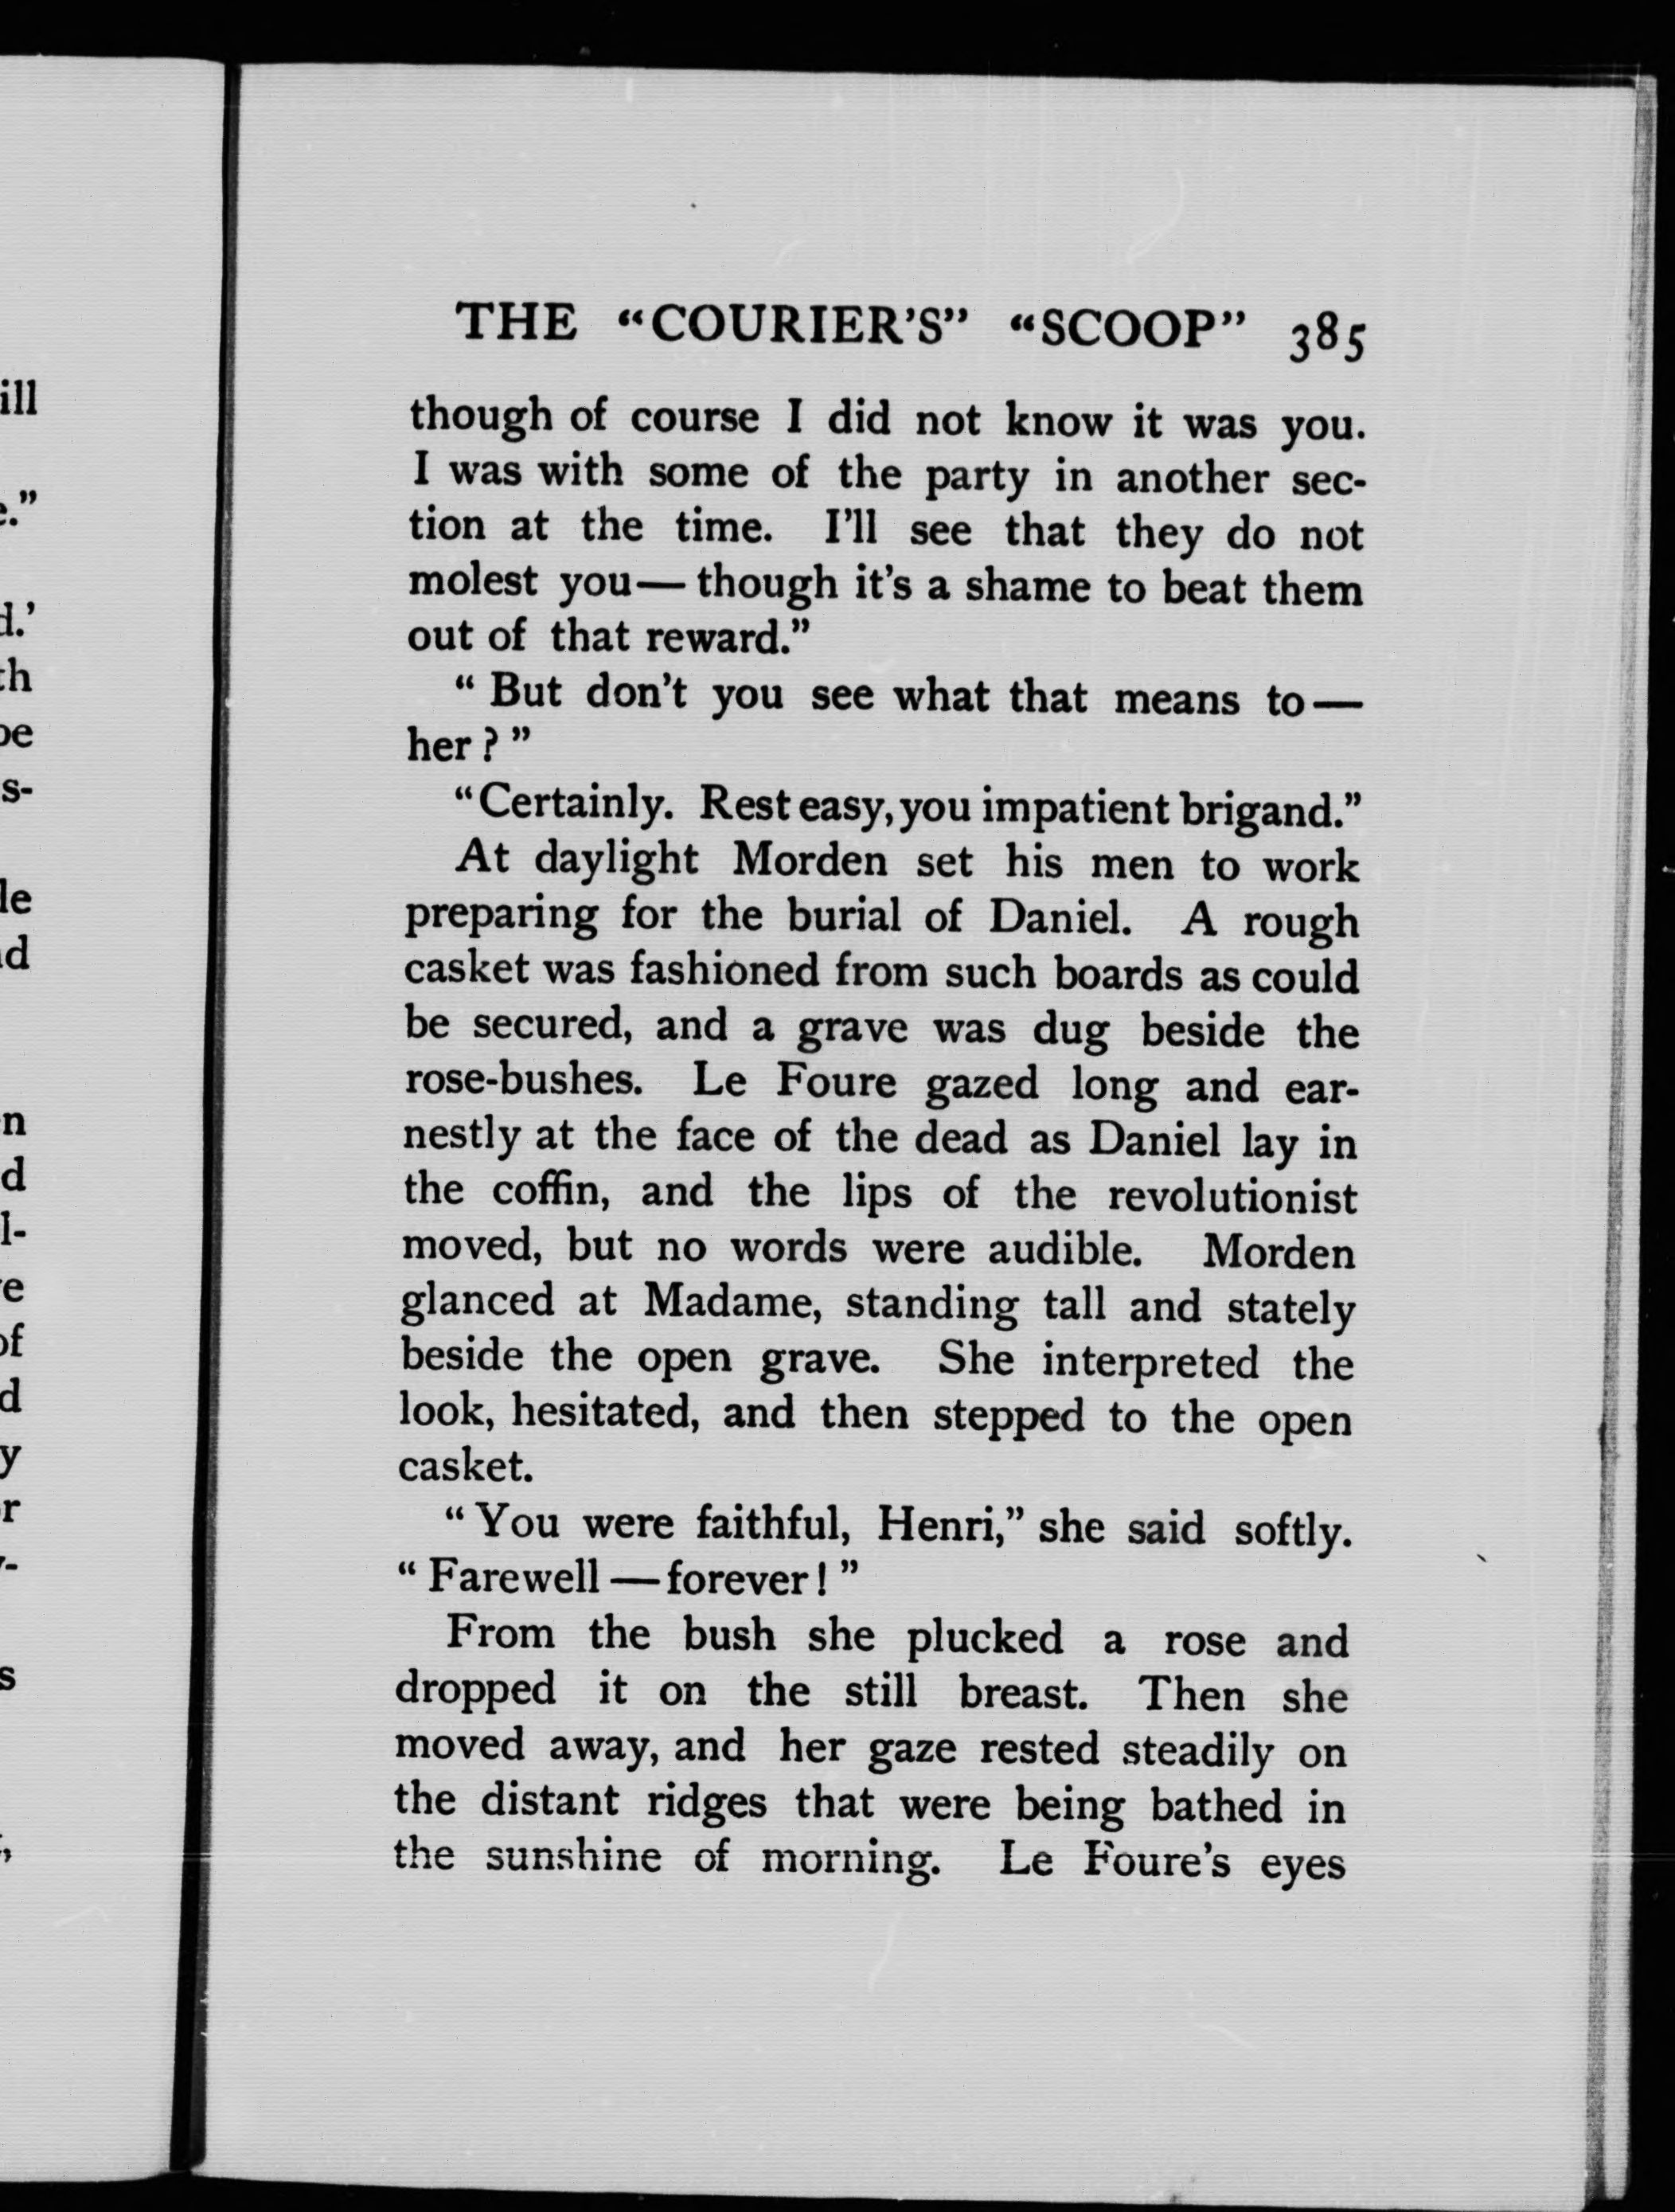 THE “COURIER'S” “SCOOP” 385
though of course I did not know it was you.
I was with some of the party in another sec-
tion at the time. I'll see that they do not
molest you— though it's a shame to beat them
out of that reward.”
“ But don't you see what that means to—
her ? ”
“Certainly. Rest easy, you impatient brigand.”
At daylight Morden set his men to work
preparing for the burial of Daniel. A rough
casket was fashioned from such boards as could
be secured, and a grave was dug beside the
rose-bushes. Le Foure gazed long and ear-
nestly at the face of the dead as Daniel lay in
the coffin, and the lips of the revolutionist
moved, but no words were audible. Morden
glanced at Madame, standing tall and stately
beside the open grave. She interpreted the
look, hesitated, and then stepped to the open
casket.
“ You were faithful, Henri,” she said softly.
“ Farewell — forever ! ”
From the bush she plucked a rose and
dropped it on the still breast. Then she
moved away, and her gaze rested steadily on
the distant ridges that were being bathed in
the sunshine of morning. Le Foure's eyes